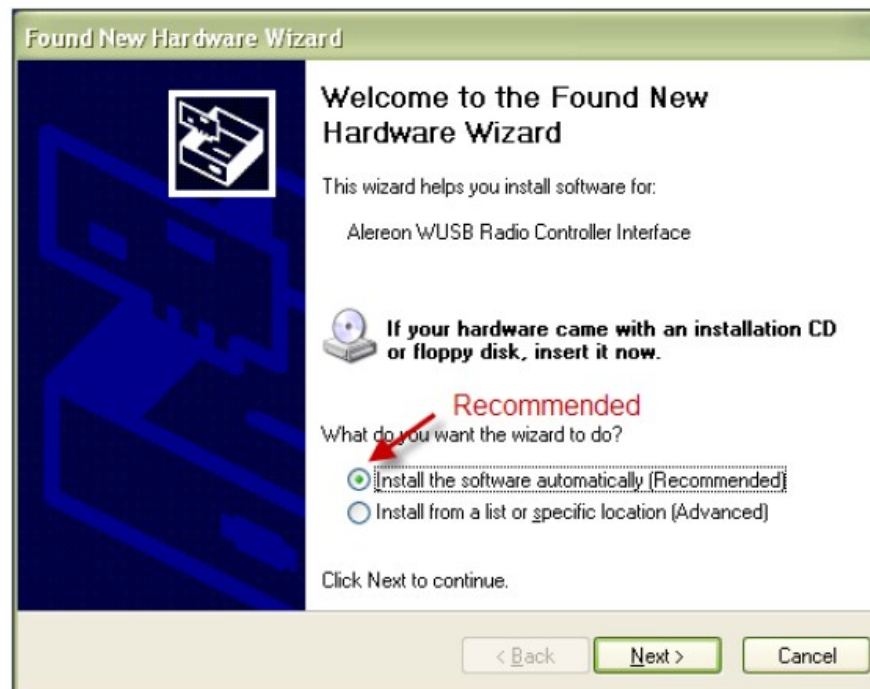 Found New Hardware Wizard
Welcome to the Found New
Hardware Wizard
This wizard helps you install software for:
Alereon WUSB Radio Controller Interface
If your hardware came with an installation CD
or floppy disk, insert it now.
Recommended
What do you want the wizard to do?
Install the software automatically (Recommended)
Install from a list or specific location (Advanced)
Click Next to continue.
< Back Next > Cancel